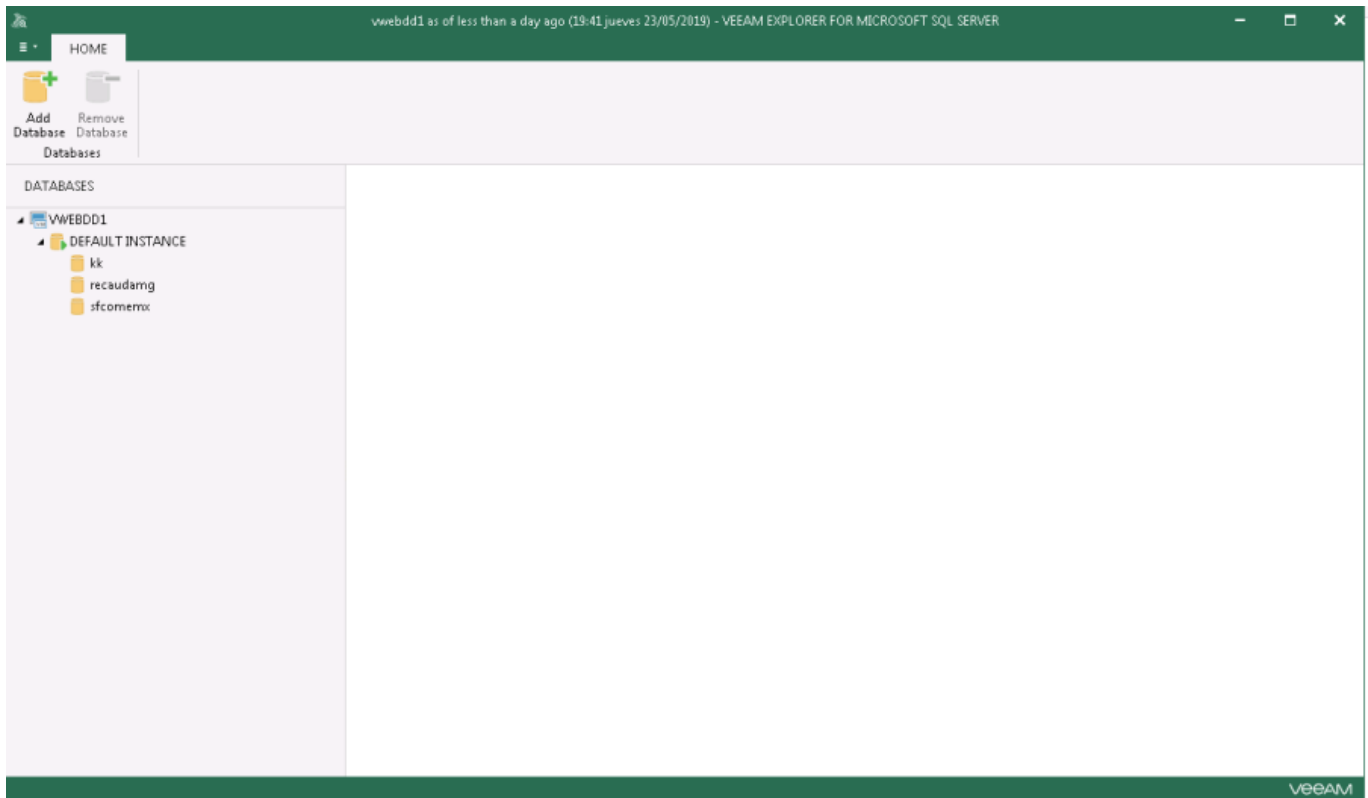 vwebdd1 as of less than a day ago (19:41 jueves 23/05/2019) - VEEAM EXPLORER FOR MICROSOFT SQL SERVER
HOME
Add Database
Remove Database
Databases
DATABASES
VWEBDD1
DEFAULT INSTANCE
kk
recaudamg
sfcomemx
veeAM